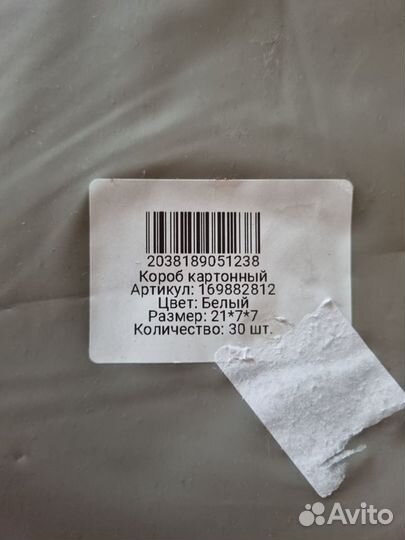 2038189051238
Короб картонный
Артикул: 169882812
Цвет: Белый
Размер: 21*7*7
Количество: 30 шт.
Avito